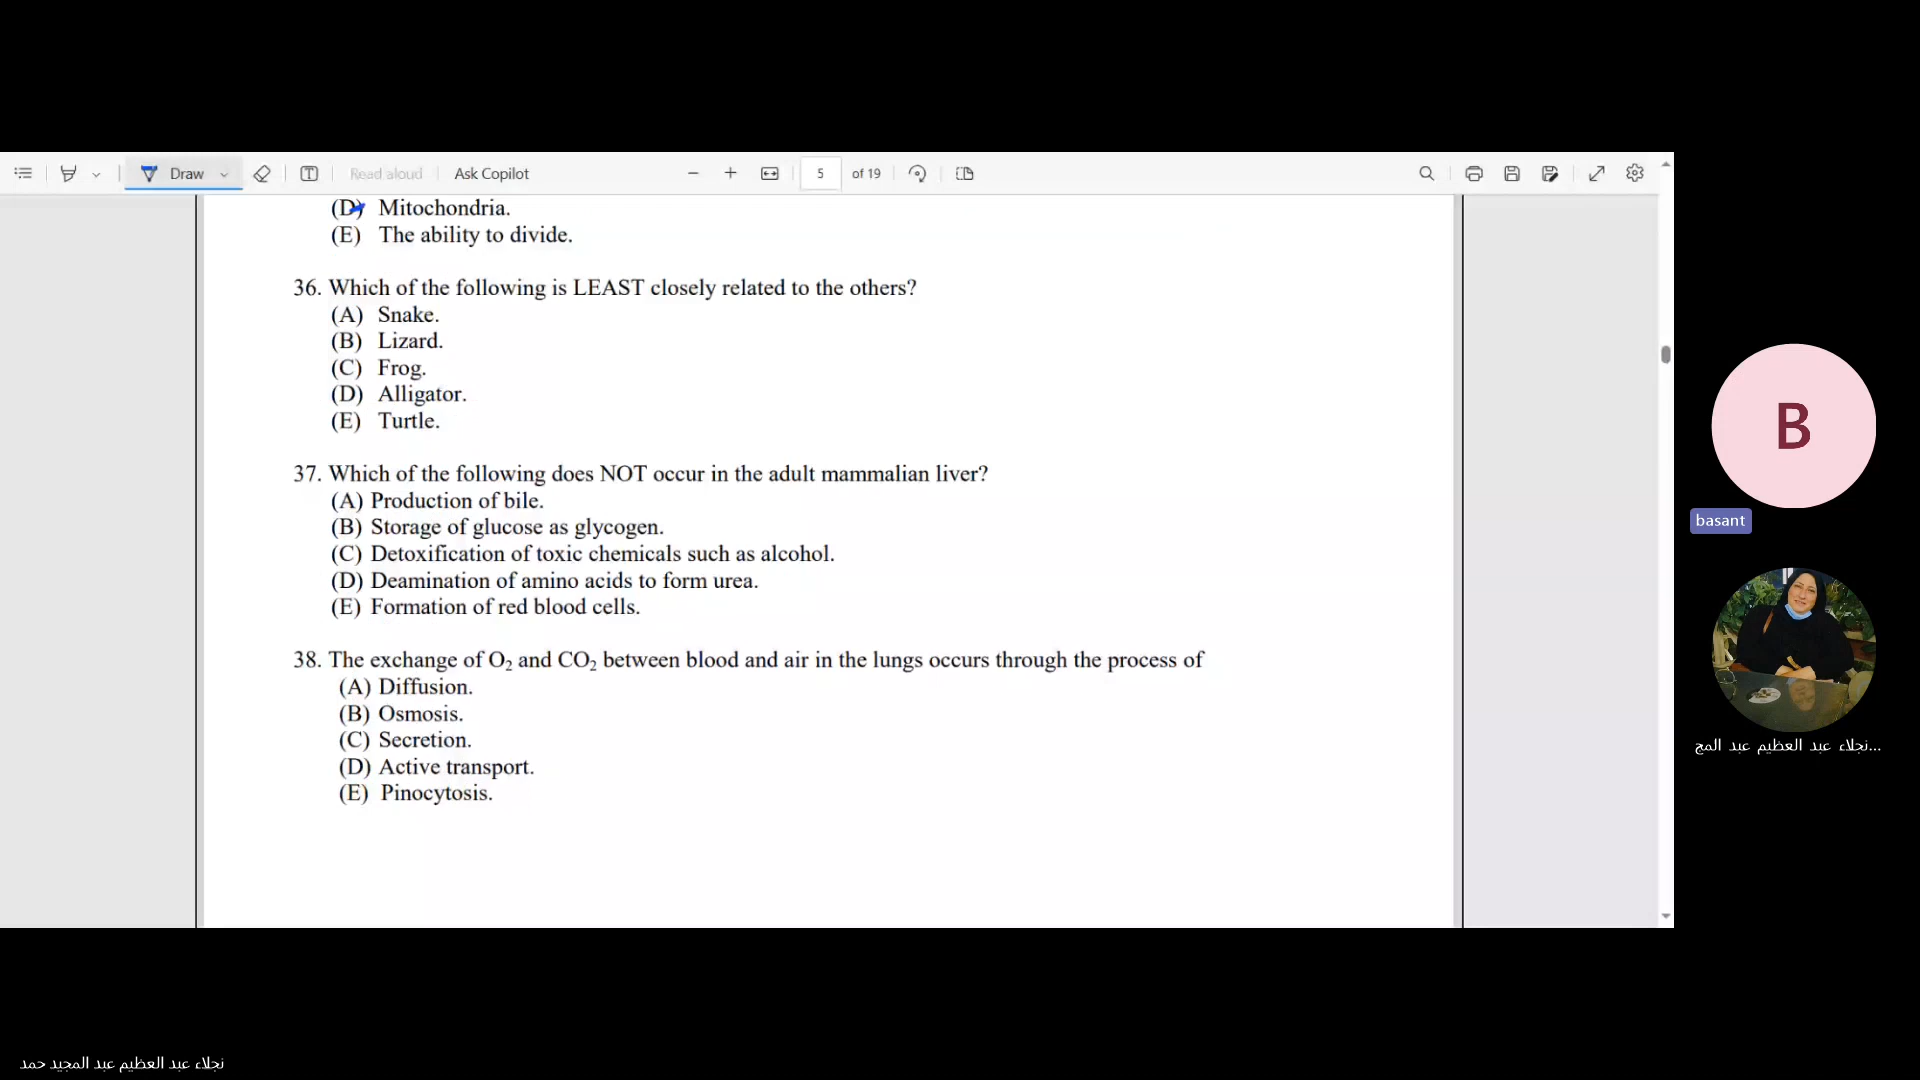 Draw
Read aloud
Ask Copilot
5
of 19
(D) Mitochondria.
(E) The ability to divide.
36. Which of the following is LEAST closely related to the others?
(A) Snake.
(B) Lizard.
(C) Frog.
(D) Alligator.
(E) Turtle.
37. Which of the following does NOT occur in the adult mammalian liver?
(A) Production of bile.
(B) Storage of glucose as glycogen.
(C) Detoxification of toxic chemicals such as alcohol.
(D) Deamination of amino acids to form urea.
(E) Formation of red blood cells.
38. The exchange of O₂ and CO₂ between blood and air in the lungs occurs through the process of
(A) Diffusion.
(B) Osmosis.
(C) Secretion.
(D) Active transport.
(E) Pinocytosis.
B
basant
نجلاء عبد العظيم عبد المج...
نجلاء عبد العظيم عبد المجيد حمد